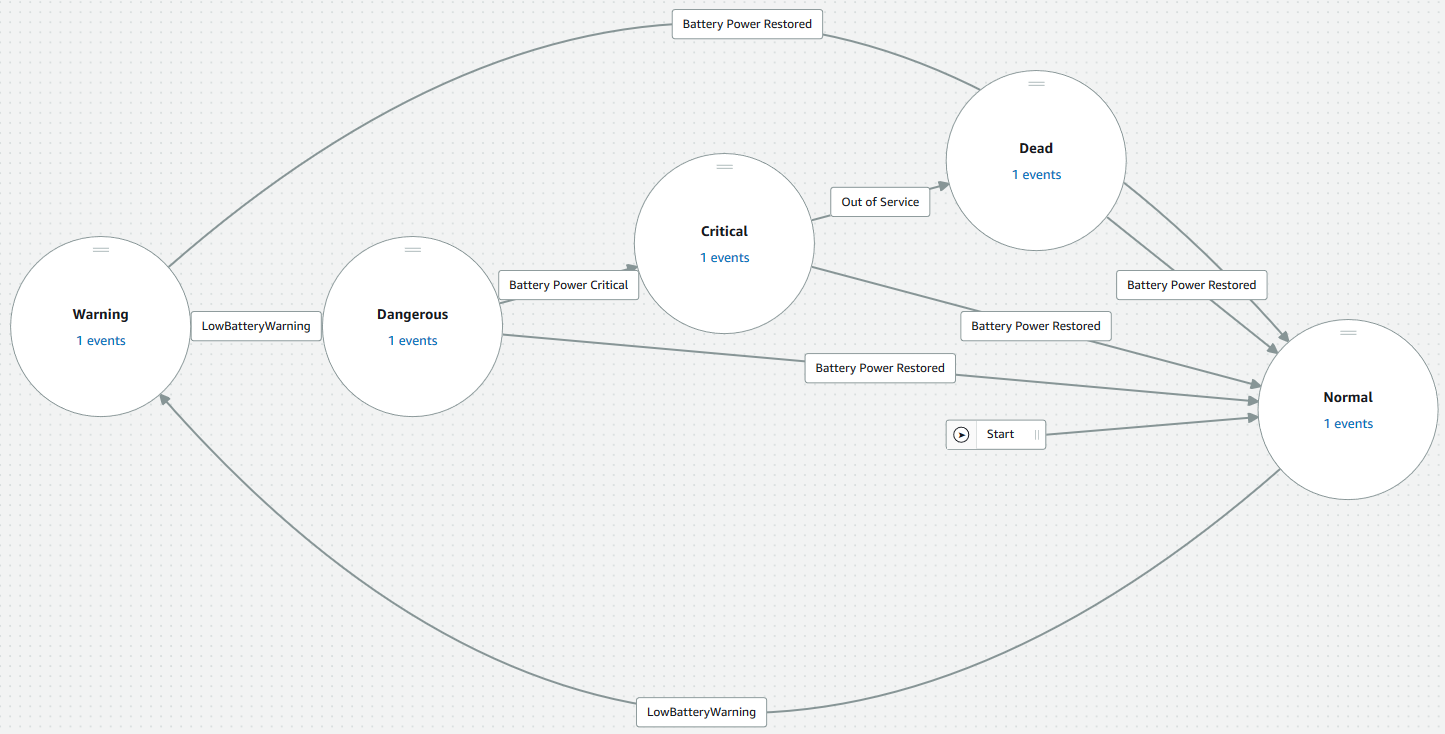 Battery Power Restored
Dead
1 events
Critical
1 events
Out of Service
Warning
1 events
LowBatteryWarning
Dangerous
1 events
Battery Power Critical
Battery Power Restored
Battery Power Restored
Battery Power Restored
Normal
1 events
Start
LowBatteryWarning